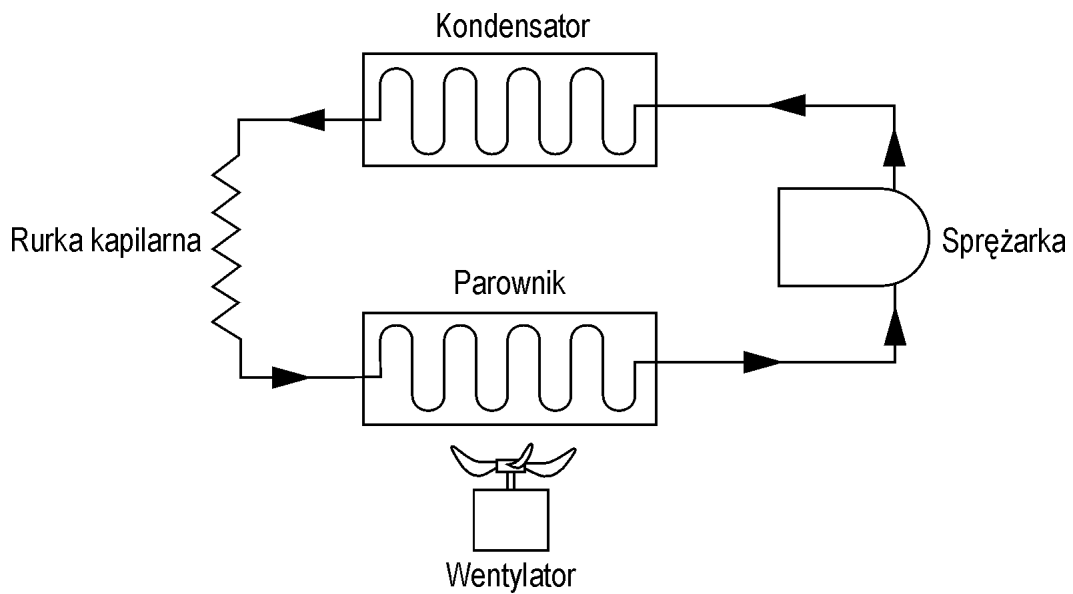 Kondensator
Rurka kapilarna
Sprężarka
Parownik
Wentylator